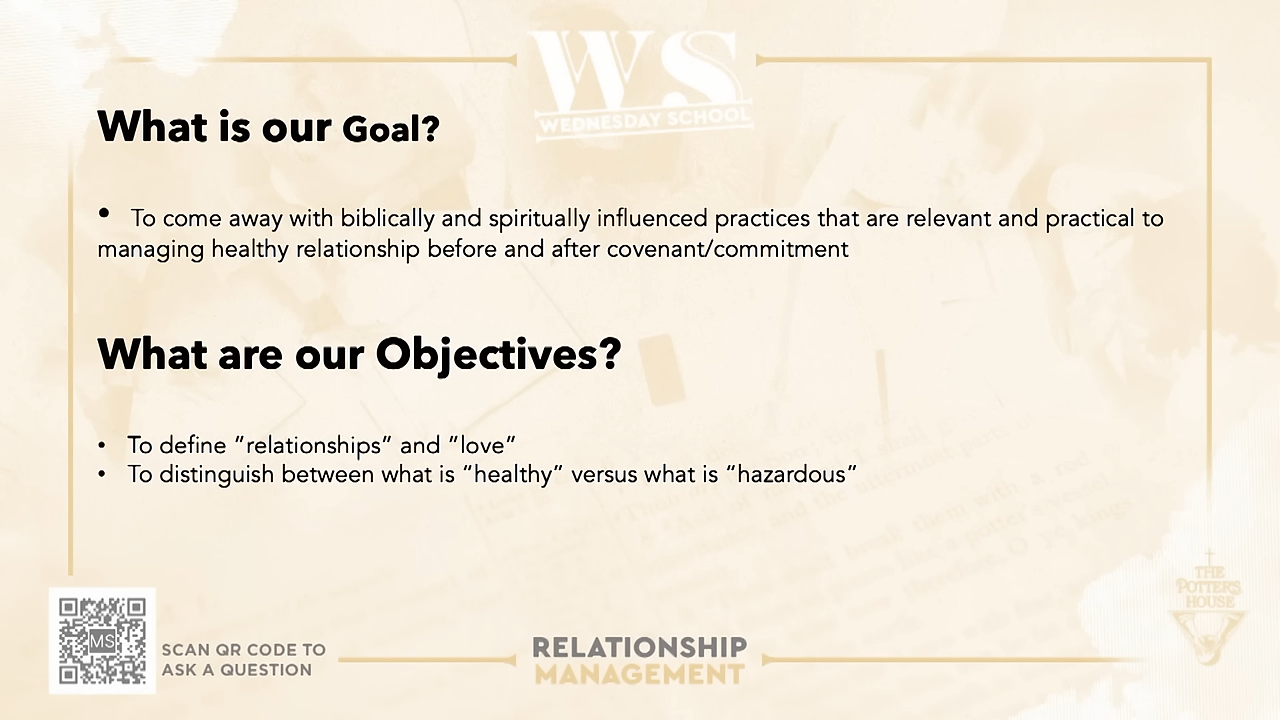 WS
WEDNESDAY SCHOOL
What is our Goal?
• To come away with biblically and spiritually influenced practices that are relevant and practical to
managing healthy relationship before and after covenant/commitment
What are our Objectives?
• To define “relationships” and “love”
• To distinguish between what is “healthy” versus what is “hazardous”
MS
SCAN QR CODE TO
ASK A QUESTION
RELATIONSHIP
MANAGEMENT
THE
POTTER'S
HOUSE